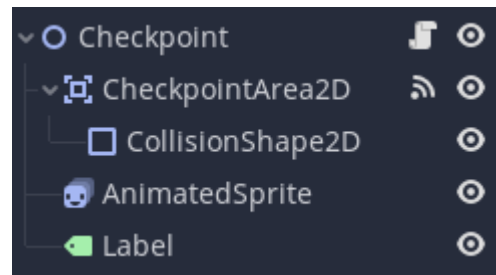 Checkpoint
CheckpointArea2D
CollisionShape2D
AnimatedSprite
Label